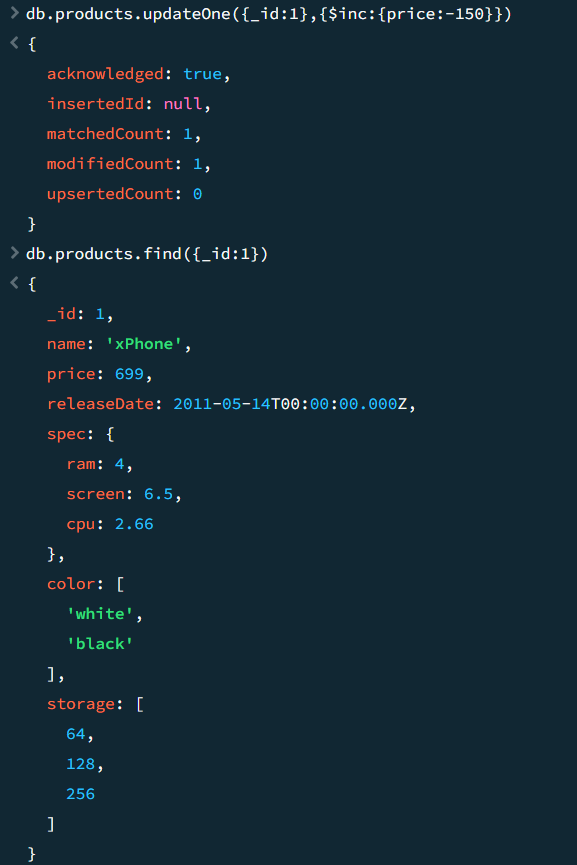 > db.products.updateOne({_id:1},{$inc:{price:-150}})
< {
    acknowledged: true,
    insertedId: null,
    matchedCount: 1,
    modifiedCount: 1,
    upsertedCount: 0
  }
> db.products.find({_id:1})
< {
    _id: 1,
    name: 'xPhone',
    price: 699,
    releaseDate: 2011-05-14T00:00:00.000Z,
    spec: {
      ram: 4,
      screen: 6.5,
      cpu: 2.66
    },
    color: [
      'white',
      'black'
    ],
    storage: [
      64,
      128,
      256
    ]
  }